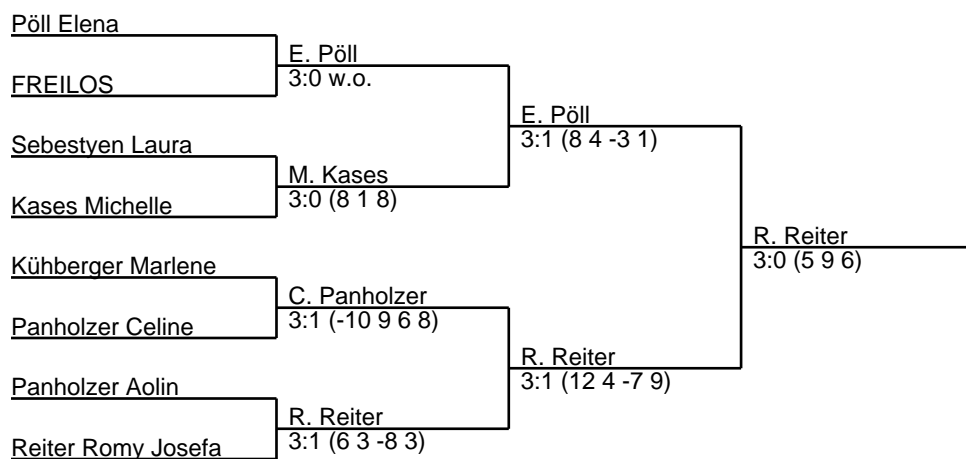 Pöll Elena
E. Pöll
3:0 w.o.
FREILOS
E. Pöll
3:1 (8 4 -3 1)
Sebestyen Laura
M. Kases
3:0 (8 1 8)
Kases Michelle
R. Reiter
3:0 (5 9 6)
Kühberger Marlene
C. Panholzer
3:1 (-10 9 6 8)
Panholzer Celine
R. Reiter
3:1 (12 4 -7 9)
Panholzer Aolin
R. Reiter
3:1 (6 3 -8 3)
Reiter Romy Josefa